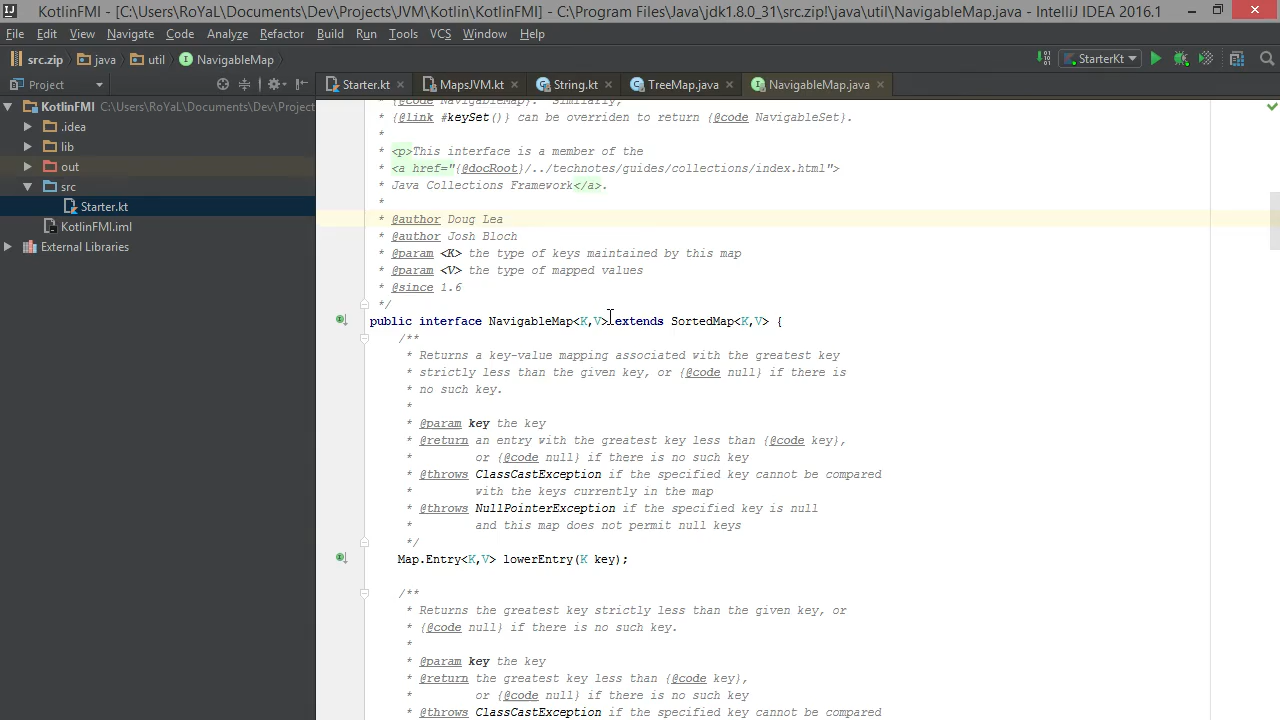 KotlinFMI - [C:\Users\RoYaL\Documents\Dev\Projects\JVM\Kotlin\KotlinFMI] - C:\Program Files\Java\jdk1.8.0_31\src.zip!\java\util\NavigableMap.java - IntelliJ IDEA 2016.1
File Edit View Navigate Code Analyze Refactor Build Run Tools VCS Window Help
src.zip java util NavigableMap StarterKt
Project Starter.kt MapsJVM.kt String.kt TreeMap.java NavigableMap.java
KotlinFMI C:\Users\RoYaL\Documents\Dev\Project
.idea
lib
out
src
Starter.kt
KotlinFMI.iml
External Libraries
{@code NavigableMap}. Similarly,
* {@link #keySet()} can be overriden to return {@code NavigableSet}.
*
* <p>This interface is a member of the
* <a href="{@docRoot}/../technotes/guides/collections/index.html">
* Java Collections Framework</a>.
*
* @author Doug Lea
* @author Josh Bloch
* @param <K> the type of keys maintained by this map
* @param <V> the type of mapped values
* @since 1.6
*/
public interface NavigableMap<K,V> extends SortedMap<K,V> {
/**
* Returns a key-value mapping associated with the greatest key
* strictly less than the given key, or {@code null} if there is
* no such key.
*
* @param key the key
* @return an entry with the greatest key less than {@code key},
* or {@code null} if there is no such key
* @throws ClassCastException if the specified key cannot be compared
* with the keys currently in the map
* @throws NullPointerException if the specified key is null
* and this map does not permit null keys
*/
Map.Entry<K,V> lowerEntry(K key);
/**
* Returns the greatest key strictly less than the given key, or
* {@code null} if there is no such key.
*
* @param key the key
* @return the greatest key less than {@code key},
* or {@code null} if there is no such key
* @throws ClassCastException if the specified key cannot be compared